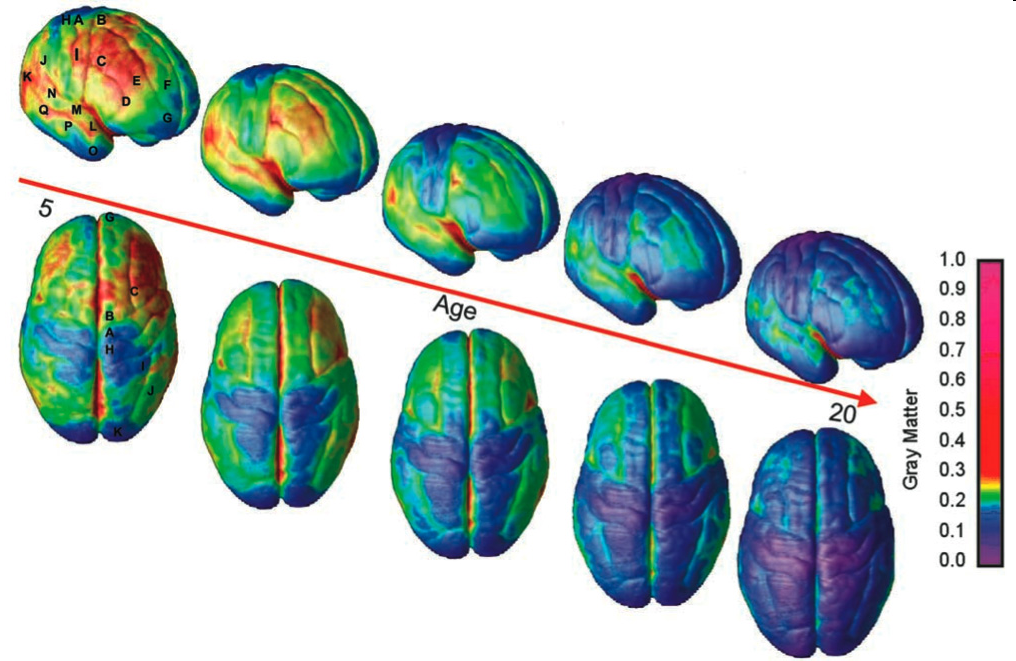 H A B
I
J C
K E F
N
D
Q M G
P L
O
5
G
C
B
A
H
I
J
K
Age
20
Gray Matter
1.0
0.9
0.8
0.7
0.6
0.5
0.4
0.3
0.2
0.1
0.0